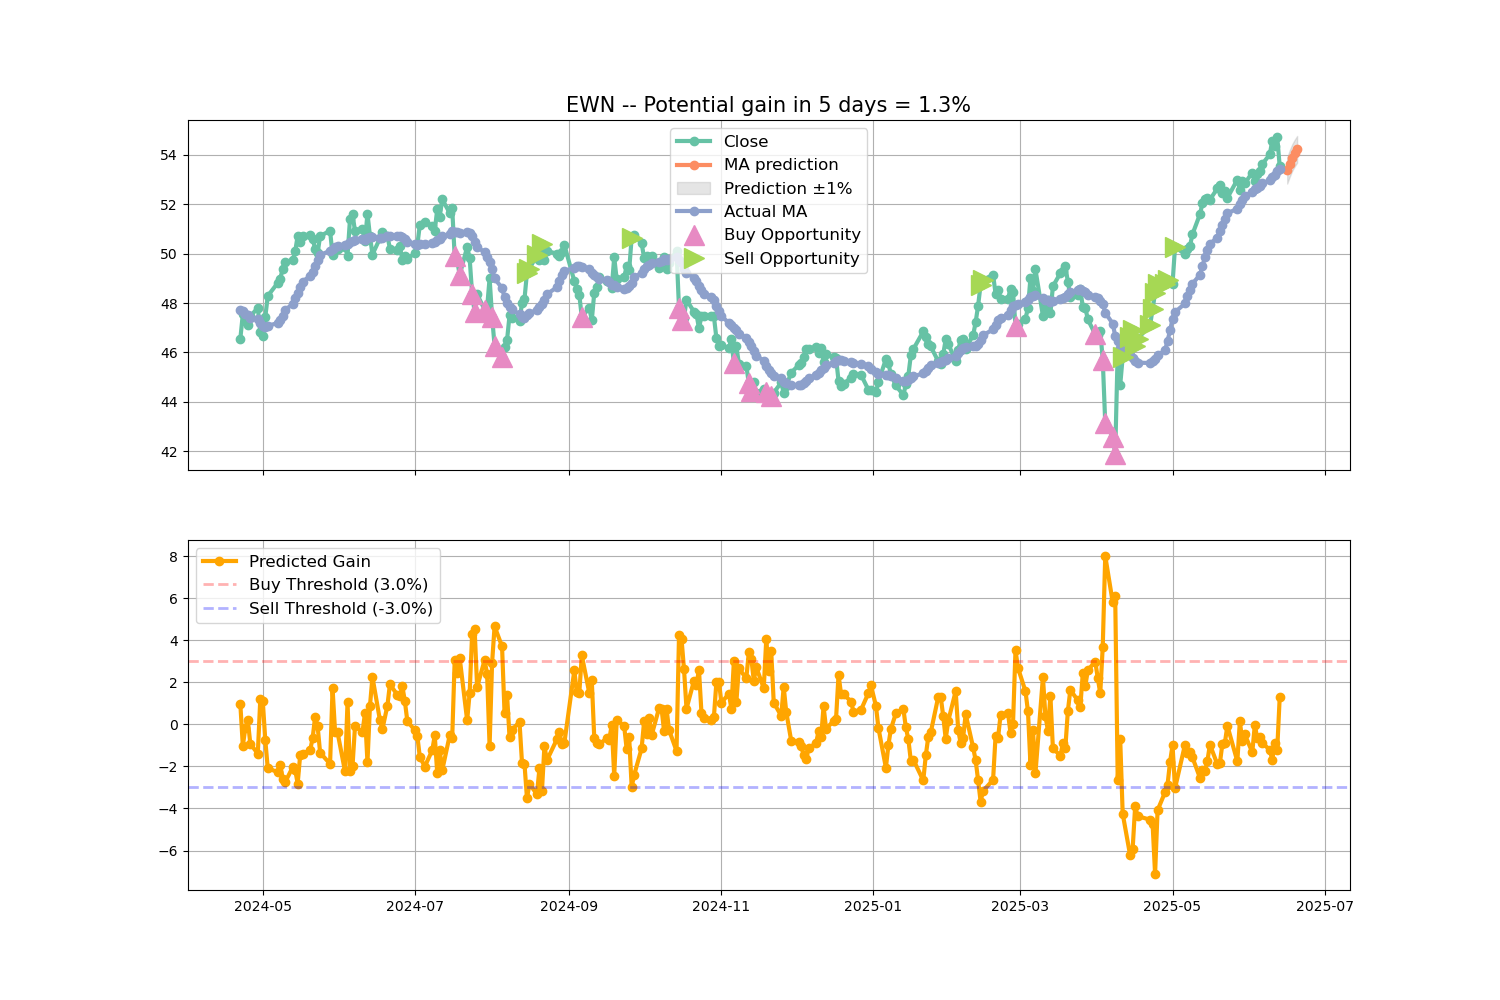 EWN -- Potential gain in 5 days = 1.3%
Close
MA prediction
Prediction ±1%
Actual MA
Buy Opportunity
Sell Opportunity
54
52
50
48
46
44
42
Predicted Gain
Buy Threshold (3.0%)
Sell Threshold (-3.0%)
8
6
4
2
0
−2
−4
−6
2024-05 2024-07 2024-09 2024-11 2025-01 2025-03 2025-05 2025-07